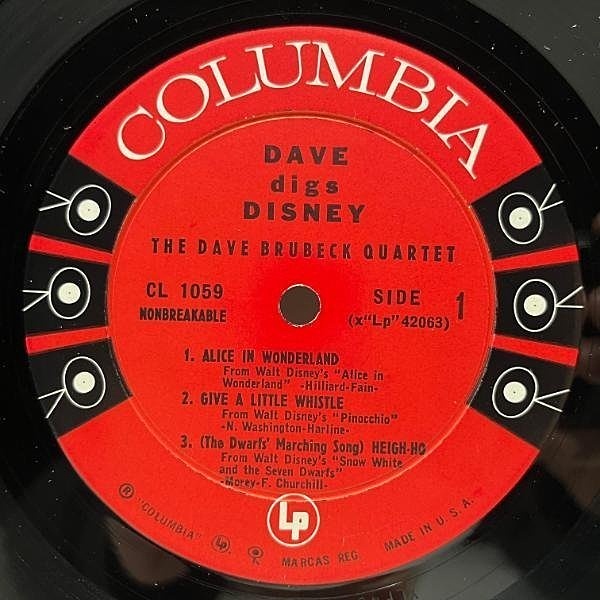 COLUMBIA
DAVE
digs
DISNEY
THE DAVE BRUBECK QUARTET
CL 1059
NONBREAKABLE
SIDE 1
(x"Lp" 42063)
1. ALICE IN WONDERLAND
From Walt Disney's "Alice in
Wonderland" -Hilliard-Fain-
2. GIVE A LITTLE WHISTLE
From Walt Disney's "Pinocchio"
-N. Washington-Harline-
3. (The Dwarfs' Marching Song) HEIGH-HO
From Walt Disney's "Snow White
and the Seven Dwarfs"
-Morey-F. Churchill-
LP
® "COLUMBIA" LP MARCAS REG. MADE IN U.S.A.